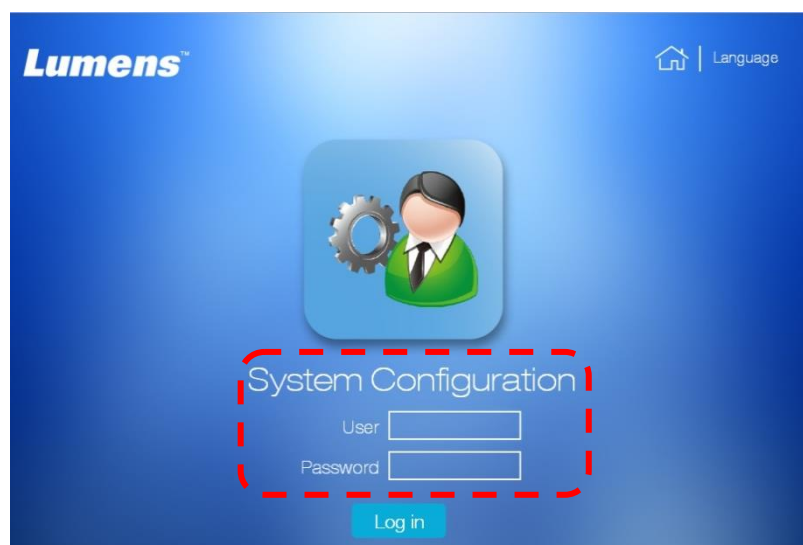 Lumens™
Language
System Configuration
User
Password
Log in